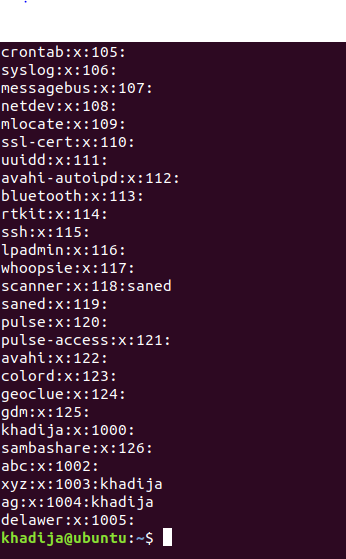 crontab:x:105:
syslog:x:106:
messagebus:x:107:
netdev:x:108:
mlocate:x:109:
ssl-cert:x:110:
uuidd:x:111:
avahi-autoipd:x:112:
bluetooth:x:113:
rtkit:x:114:
ssh:x:115:
lpadmin:x:116:
whoopsie:x:117:
scanner:x:118:saned
saned:x:119:
pulse:x:120:
pulse-access:x:121:
avahi:x:122:
colord:x:123:
geoclue:x:124:
gdm:x:125:
khadija:x:1000:
sambashare:x:126:
abc:x:1002:
xyz:x:1003:khadija
ag:x:1004:khadija
delawer:x:1005:
khadija@ubuntu:~$